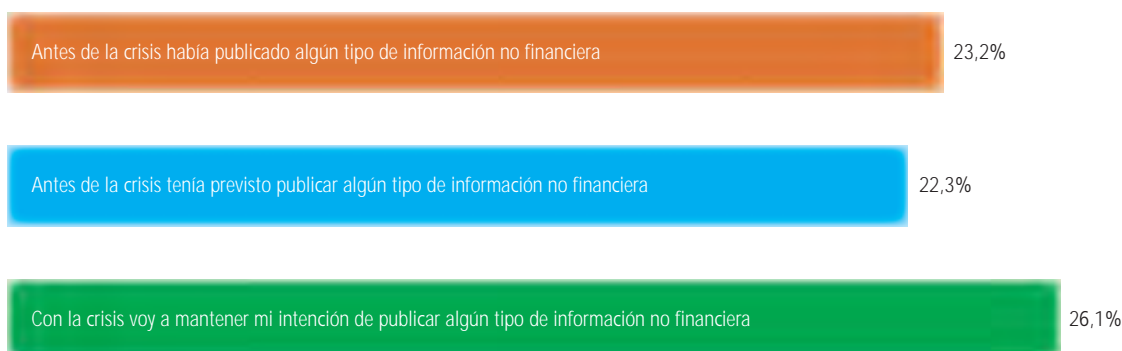 Antes de la crisis había publicado algún tipo de información no financiera 23,2%
Antes de la crisis tenía previsto publicar algún tipo de información no financiera 22,3%
Con la crisis voy a mantener mi intención de publicar algún tipo de información no financiera 26,1%